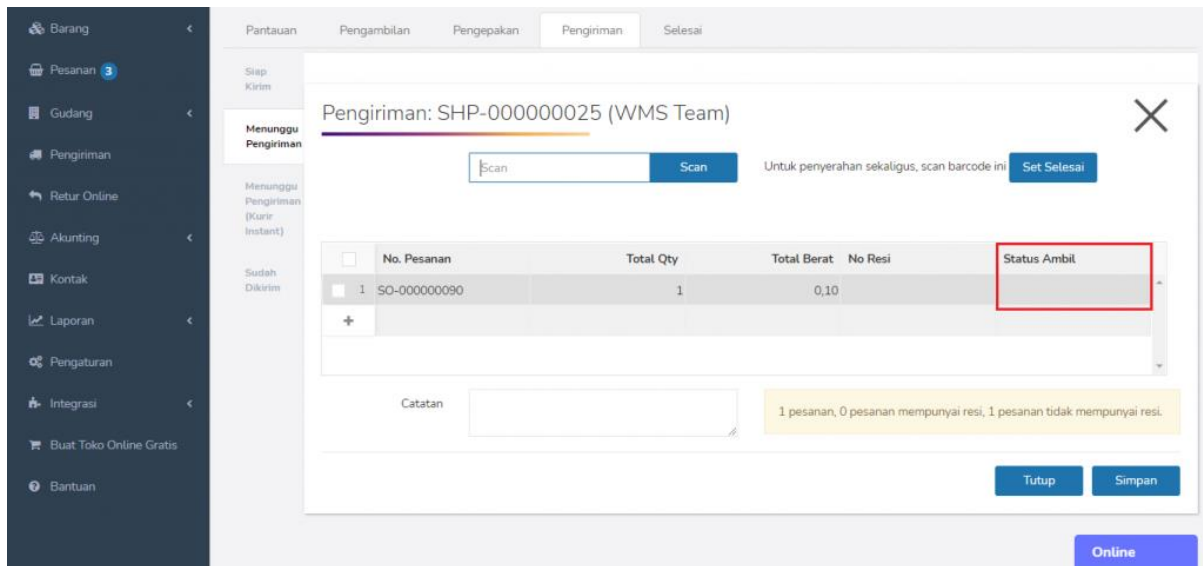 Barang
Pesanan 3
Gudang
Pengiriman
Retur Online
Akunting
Kontak
Laporan
Pengaturan
Integrasi
Buat Toko Online Gratis
Bantuan
Pantauan Pengambilan Pengepakan Pengiriman Selesai
Siap
Kirim
Menunggu
Pengiriman
Menunggu
Pengiriman
(Kurir
Instant)
Sudah
Dikirim
Pengiriman: SHP-000000025 (WMS Team)
Scan Scan Untuk penyerahan sekaligus, scan barcode ini Set Selesai
No. Pesanan Total Qty Total Berat No Resi Status Ambil
1 SO-000000090 1 0,10
Catatan
1 pesanan, 0 pesanan mempunyai resi, 1 pesanan tidak mempunyai resi.
Tutup Simpan
Online